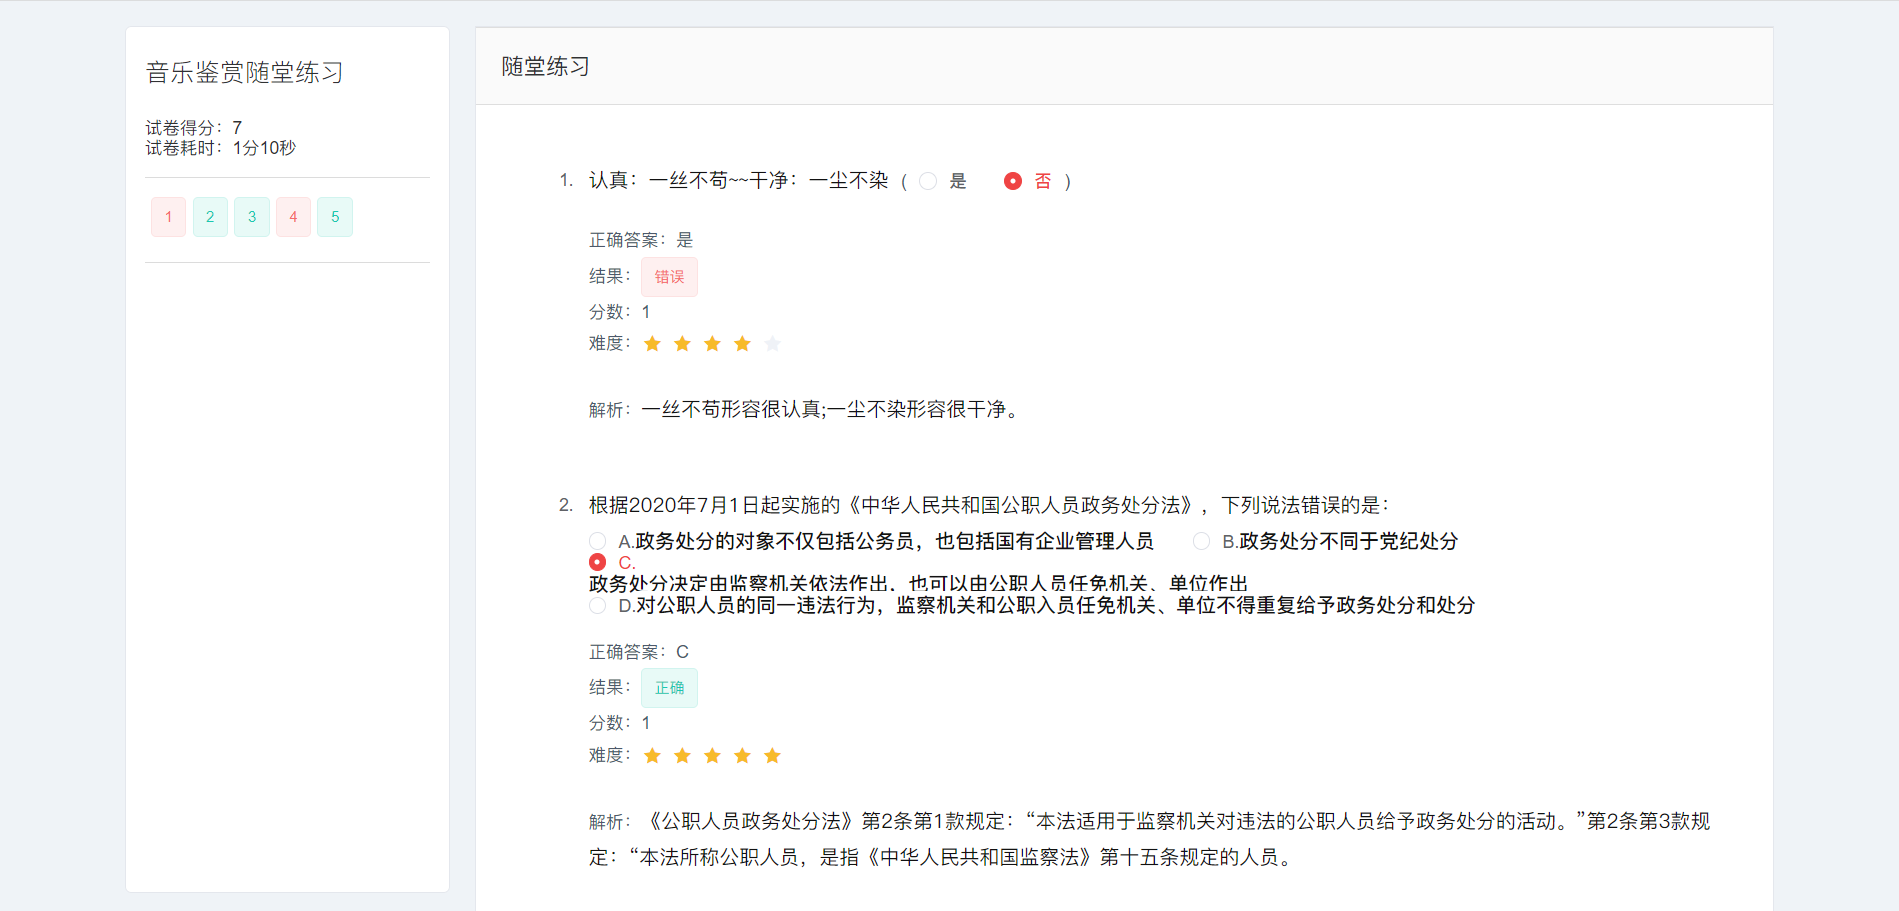 音乐鉴赏随堂练习
试卷得分：7
试卷耗时：1分10秒
1 2 3 4 5
随堂练习
1. 认真：一丝不苟~~干净：一尘不染 ( 是 否 )
正确答案：是
结果：错误
分数：1
难度：
解析：一丝不苟形容很认真;一尘不染形容很干净。
2. 根据2020年7月1日起实施的《中华人民共和国公职人员政务处分法》，下列说法错误的是：
A.政务处分的对象不仅包括公务员，也包括国有企业管理人员 B.政务处分不同于党纪处分
C.
政务处分决定由监察机关依法作出，也可以由公职人员任免机关、单位作出
D.对公职人员的同一违法行为，监察机关和公职入员任免机关、单位不得重复给予政务处分和处分
正确答案：C
结果：正确
分数：1
难度：
解析：《公职人员政务处分法》第2条第1款规定：“本法适用于监察机关对违法的公职人员给予政务处分的活动。”第2条第3款规
定：“本法所称公职人员，是指《中华人民共和国监察法》第十五条规定的人员。